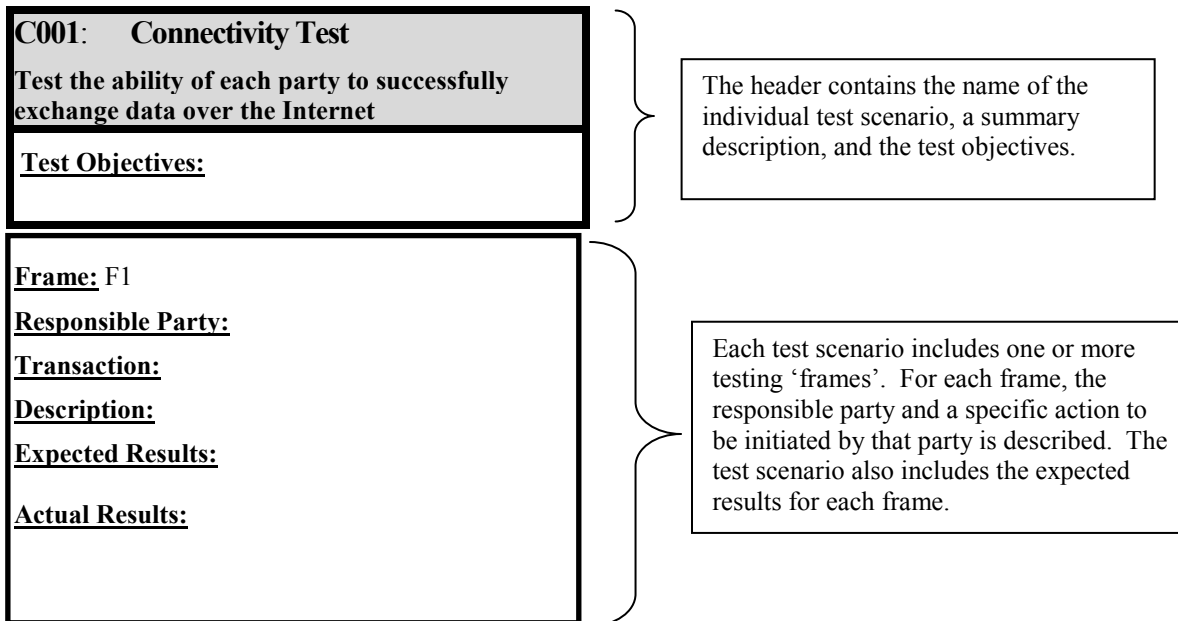 C001: Connectivity Test
Test the ability of each party to successfully
exchange data over the Internet
Test Objectives:
The header contains the name of the
individual test scenario, a summary
description, and the test objectives.
Frame: F1
Responsible Party:
Transaction:
Description:
Expected Results:
Actual Results:
Each test scenario includes one or more
testing ‘frames’. For each frame, the
responsible party and a specific action to
be initiated by that party is described. The
test scenario also includes the expected
results for each frame.